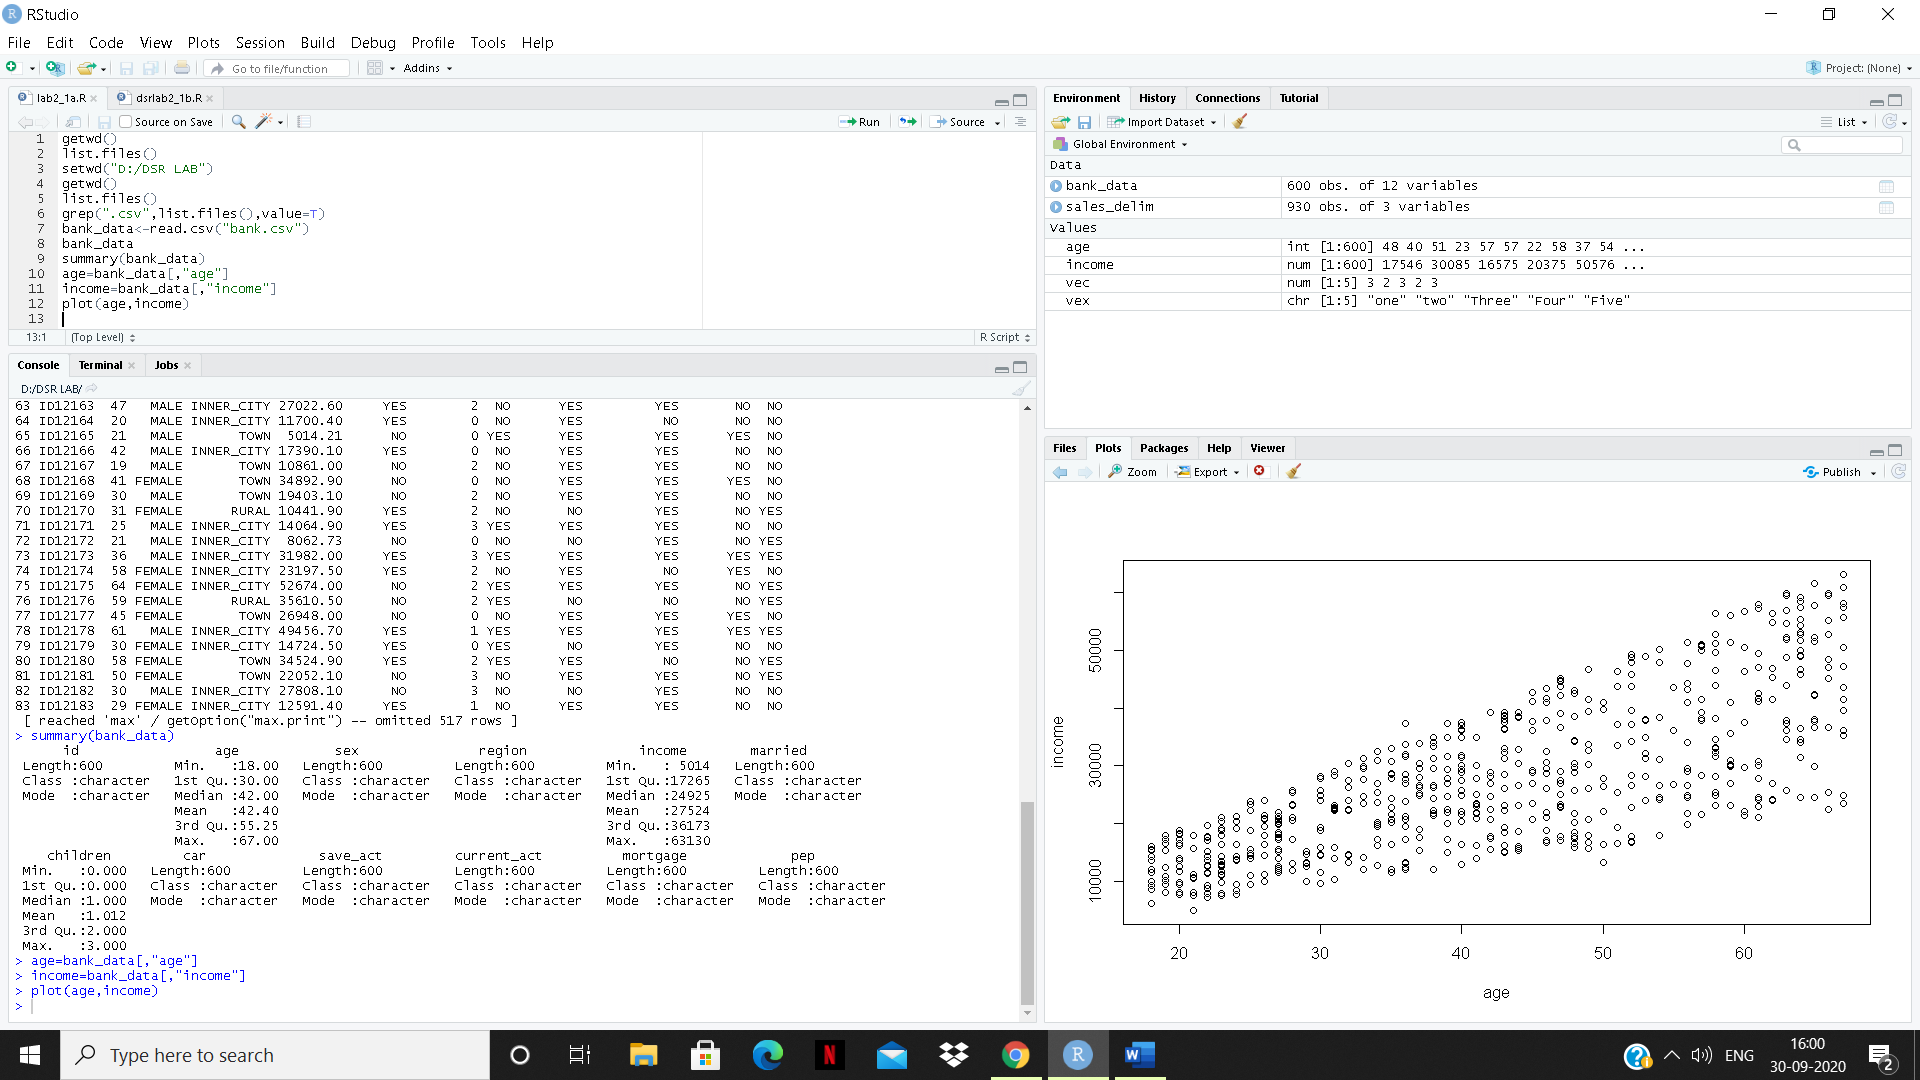 RStudio
File Edit Code View Plots Session Build Debug Profile Tools Help
Go to file/function Addins Project: (None)
lab2_1a.R dsrlab2_1b.R
Source on Save Run Source
1 getwd()
2 list.files()
3 setwd("D:/DSR LAB")
4 getwd()
5 list.files()
6 grep(".csv",list.files(),value=T)
7 bank_data<-read.csv("bank.csv")
8 bank_data
9 summary(bank_data)
10 age=bank_data[,"age"]
11 income=bank_data[,"income"]
12 plot(age,income)
13
13:1 (Top Level) R Script
Console Terminal Jobs
D:/DSR LAB/
63 ID12163 47 MALE INNER_CITY 27022.60 YES 2 NO YES YES NO NO
64 ID12164 20 MALE INNER_CITY 11700.40 YES 0 NO YES NO NO NO
65 ID12165 21 MALE TOWN 5014.21 NO 0 YES YES YES YES NO
66 ID12166 42 MALE INNER_CITY 17390.10 YES 0 NO YES YES NO NO
67 ID12167 19 MALE TOWN 10861.00 NO 2 NO YES YES NO NO
68 ID12168 41 FEMALE TOWN 34892.90 NO 0 NO YES YES YES NO
69 ID12169 30 FEMALE TOWN 19403.10 NO 2 NO YES YES NO NO
70 ID12170 31 FEMALE RURAL 10441.90 YES 2 NO NO YES NO YES
71 ID12171 25 MALE INNER_CITY 14064.90 YES 3 YES YES YES NO NO
72 ID12172 21 MALE INNER_CITY 8062.73 NO 0 NO NO YES NO YES
73 ID12173 36 MALE INNER_CITY 31982.00 YES 3 YES YES YES YES YES
74 ID12174 58 FEMALE INNER_CITY 23197.50 YES 2 NO YES NO YES NO
75 ID12175 64 FEMALE INNER_CITY 52674.00 NO 2 YES YES YES NO YES
76 ID12176 59 FEMALE RURAL 35610.50 NO 2 YES NO NO NO YES
77 ID12177 45 FEMALE TOWN 26948.00 NO 0 NO YES YES YES NO
78 ID12178 61 MALE INNER_CITY 49456.70 YES 1 YES YES YES YES YES
79 ID12179 30 FEMALE INNER_CITY 14724.50 YES 0 YES NO YES NO NO
80 ID12180 58 FEMALE TOWN 34524.90 YES 2 YES YES NO NO YES
81 ID12181 50 FEMALE TOWN 22052.10 NO 3 NO YES YES NO YES
82 ID12182 30 MALE INNER_CITY 27808.10 NO 3 NO NO YES NO NO
83 ID12183 29 FEMALE INNER_CITY 12591.40 YES 1 NO YES YES NO NO
[ reached 'max' / getOption("max.print") -- omitted 517 rows ]
> summary(bank_data)
id age sex region income married
Length:600 Min. :18.00 Length:600 Length:600 Min. : 5014 Length:600
Class :character 1st Qu.:30.00 Class :character Class :character 1st Qu.:17265 Class :character
Mode :character Median :42.00 Mode :character Mode :character Median :24925 Mode :character
Mean :42.40 Mean :27524
3rd Qu.:55.25 3rd Qu.:36173
Max. :67.00 Max. :63130
children car save_act current_act mortgage pep
Min. :0.000 Length:600 Length:600 Length:600 Length:600 Length:600
1st Qu.:0.000 Class :character Class :character Class :character Class :character Class :character
Median :1.000 Mode :character Mode :character Mode :character Mode :character Mode :character
Mean :1.012
3rd Qu.:2.000
Max. :3.000
> age=bank_data[,"age"]
> income=bank_data[,"income"]
> plot(age,income)
>
Environment History Connections Tutorial
Import Dataset List
Global Environment
Data
bank_data 600 obs. of 12 variables
sales_delim 930 obs. of 3 variables
Values
age int [1:600] 48 40 51 23 57 57 22 58 37 54 ...
income num [1:600] 17546 30085 16575 20375 50576 ...
vec num [1:5] 3 2 3 2 3
vex chr [1:5] "one" "two" "Three" "Four" "Five"
Files Plots Packages Help Viewer
Zoom Export Publish
50000
30000
10000
income
20 30 40 50 60
age
Type here to search
ENG
16:00
30-09-2020
2